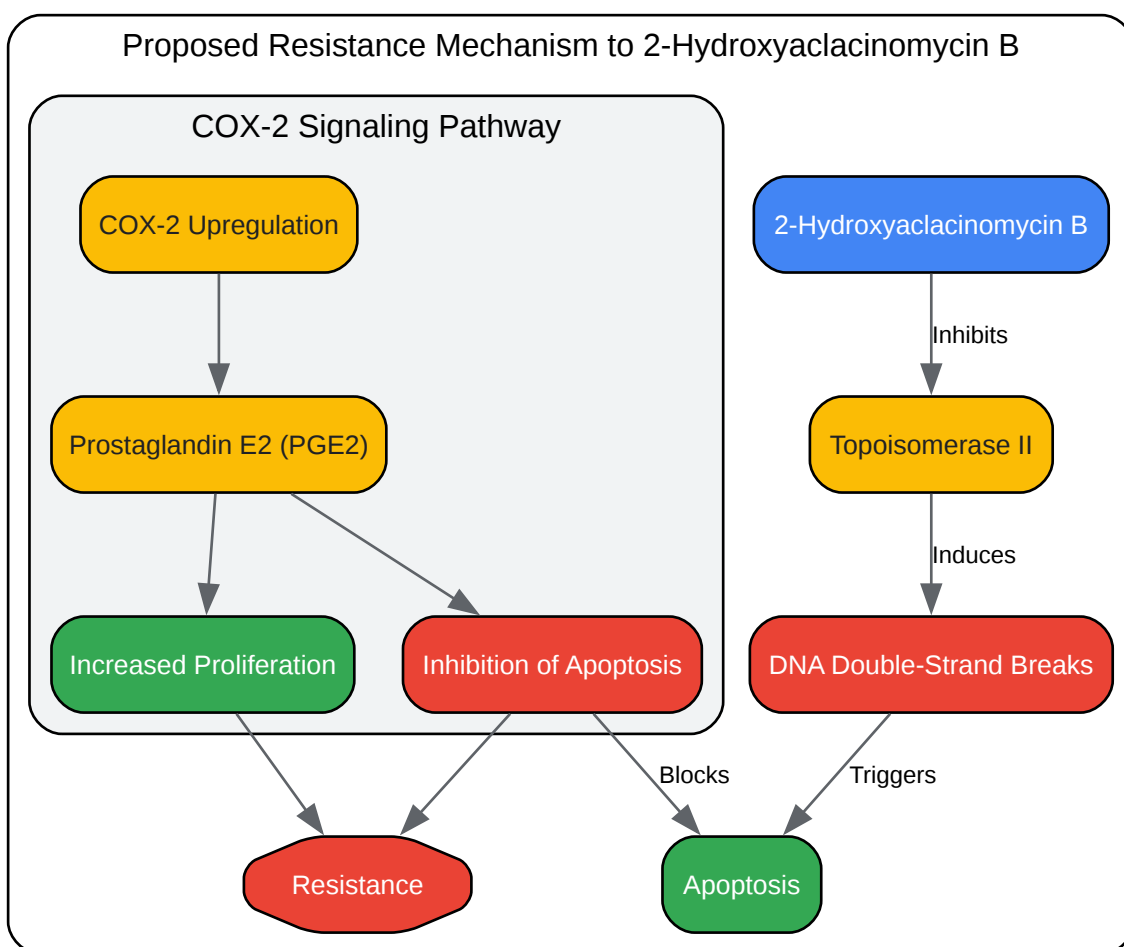 Proposed Resistance Mechanism to 2-Hydroxyaclacinomycin B
COX-2 Signaling Pathway
COX-2 Upregulation
2-Hydroxyaclacinomycin B
Inhibits
Prostaglandin E2 (PGE2)
Topoisomerase II
Induces
Increased Proliferation
Inhibition of Apoptosis
DNA Double-Strand Breaks
Blocks
Triggers
Resistance
Apoptosis